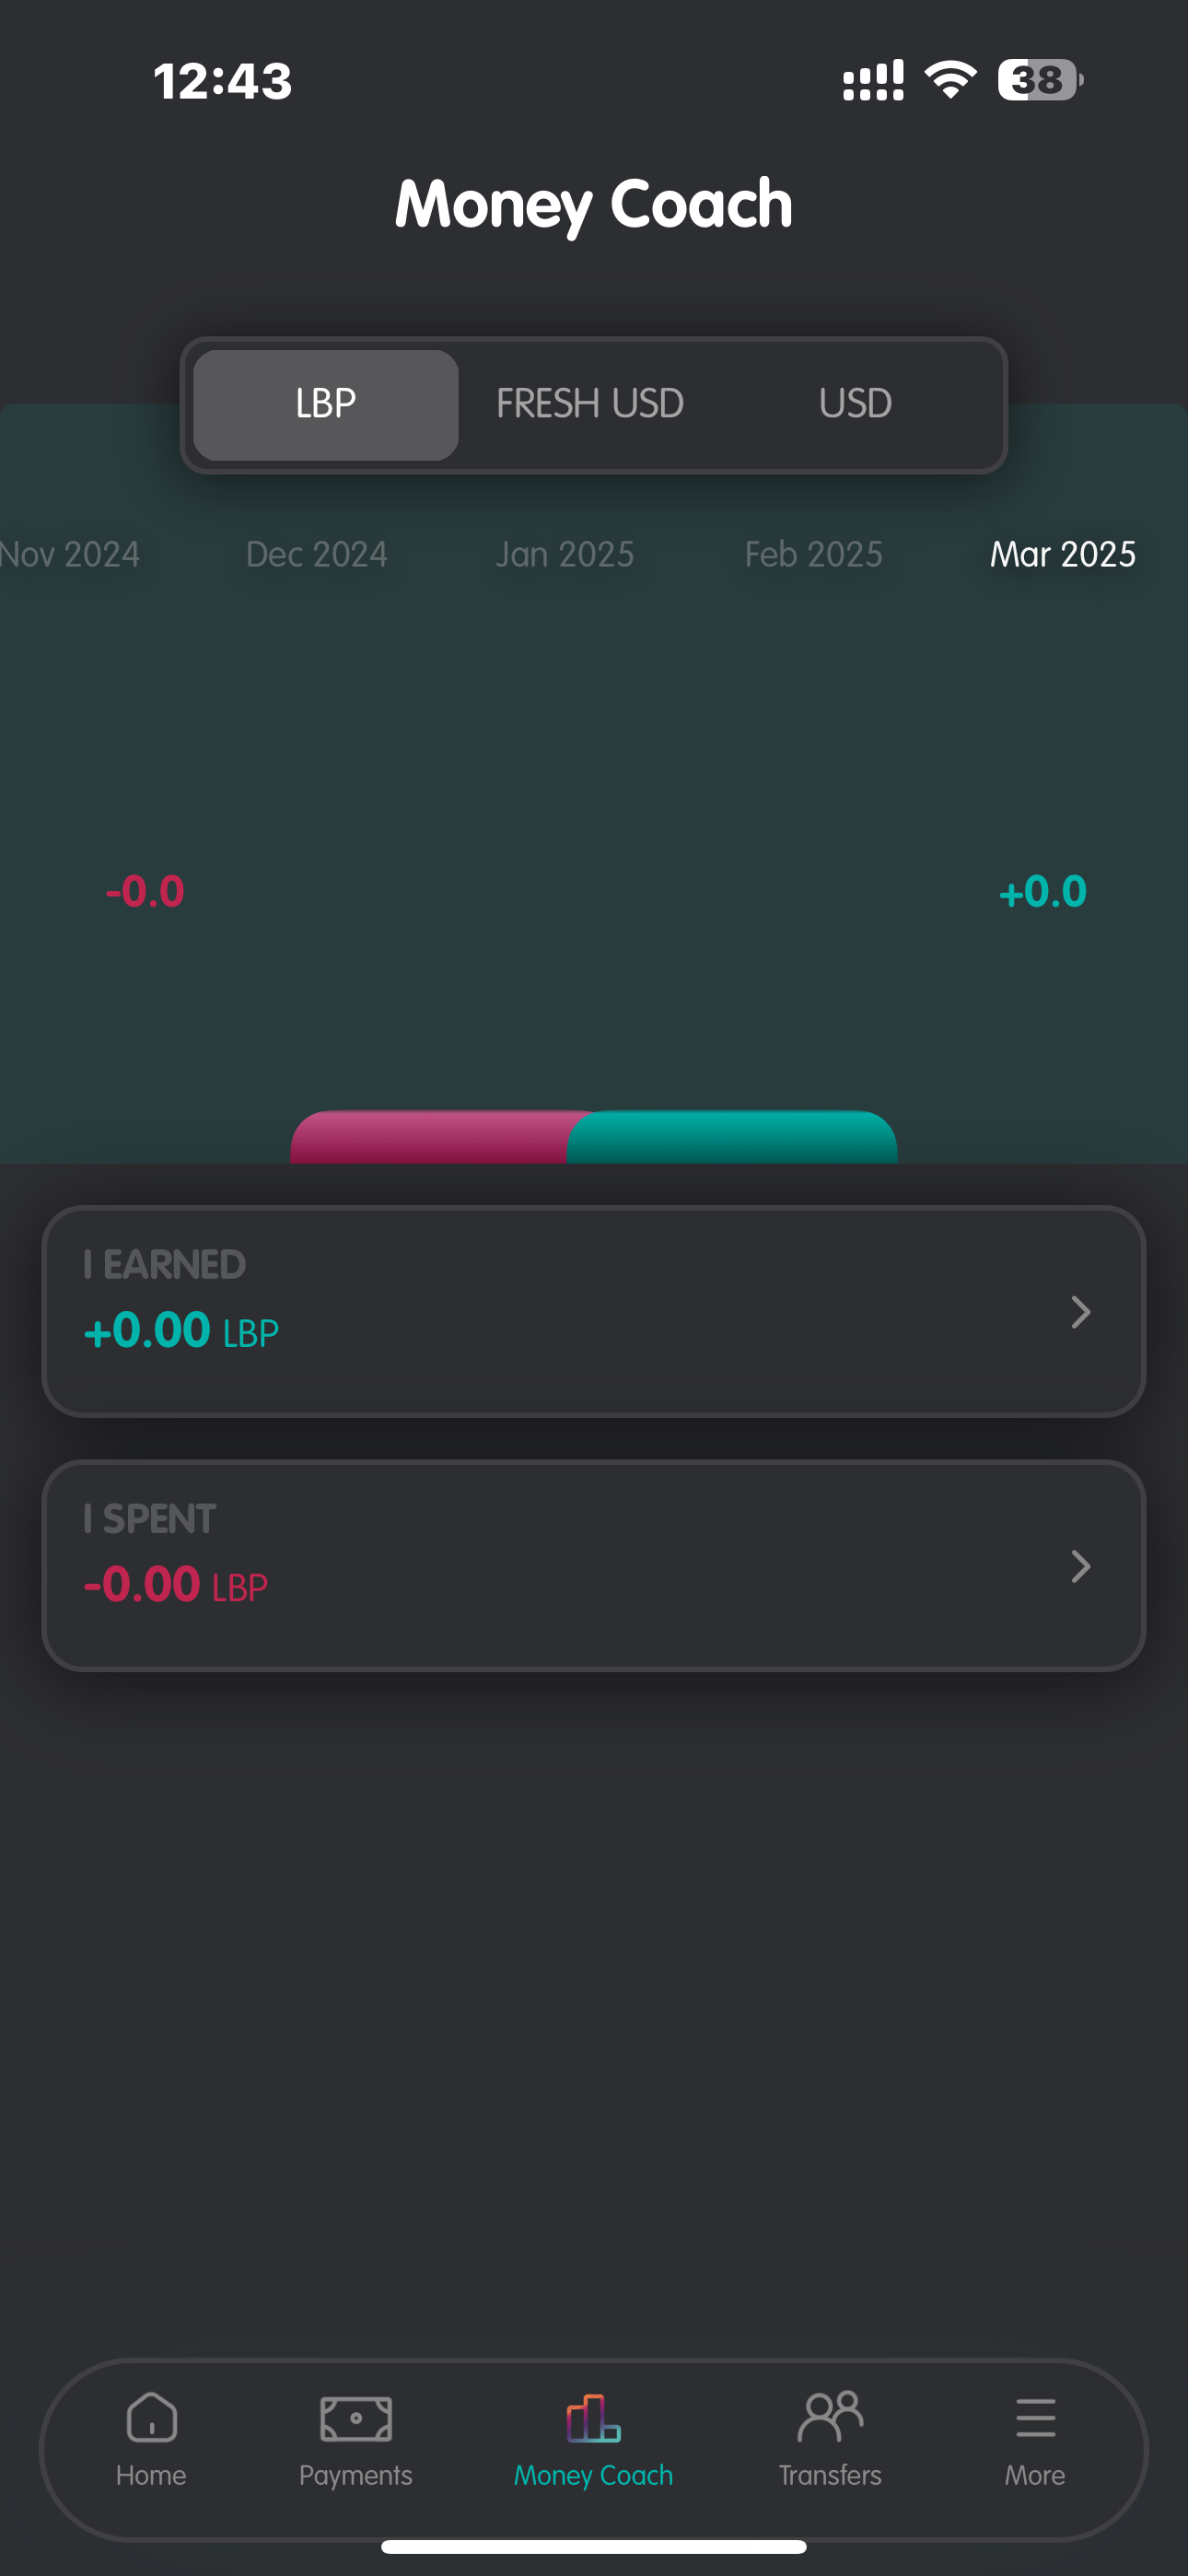 12:43
38
Money Coach
LBP FRESH USD USD
Nov 2024 Dec 2024 Jan 2025 Feb 2025 Mar 2025
-0.0 +0.0
I EARNED
+0.00 LBP
I SPENT
-0.00 LBP
Home Payments Money Coach Transfers More